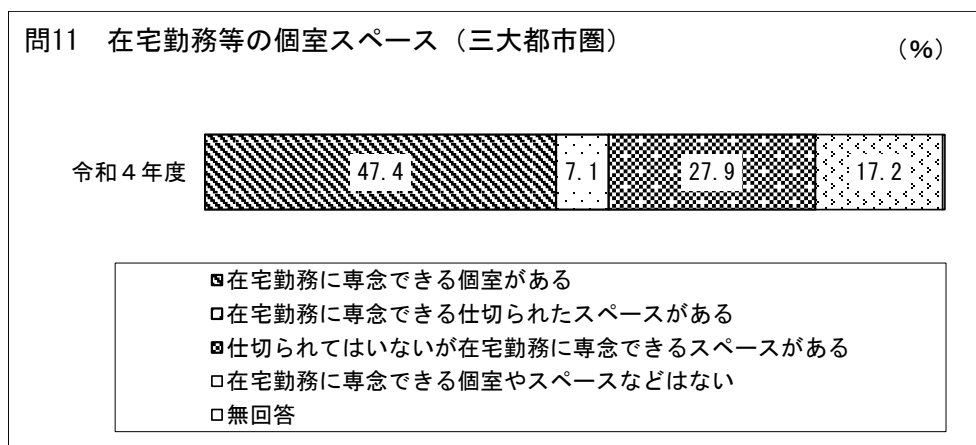 問11 在宅勤務等の個室スペース（三大都市圏）
（%）
令和４年度
47.4
7.1
27.9
17.2
在宅勤務に専念できる個室がある
在宅勤務に専念できる仕切られたスペースがある
仕切られてはいないが在宅勤務に専念できるスペースがある
在宅勤務に専念できる個室やスペースなどはない
無回答